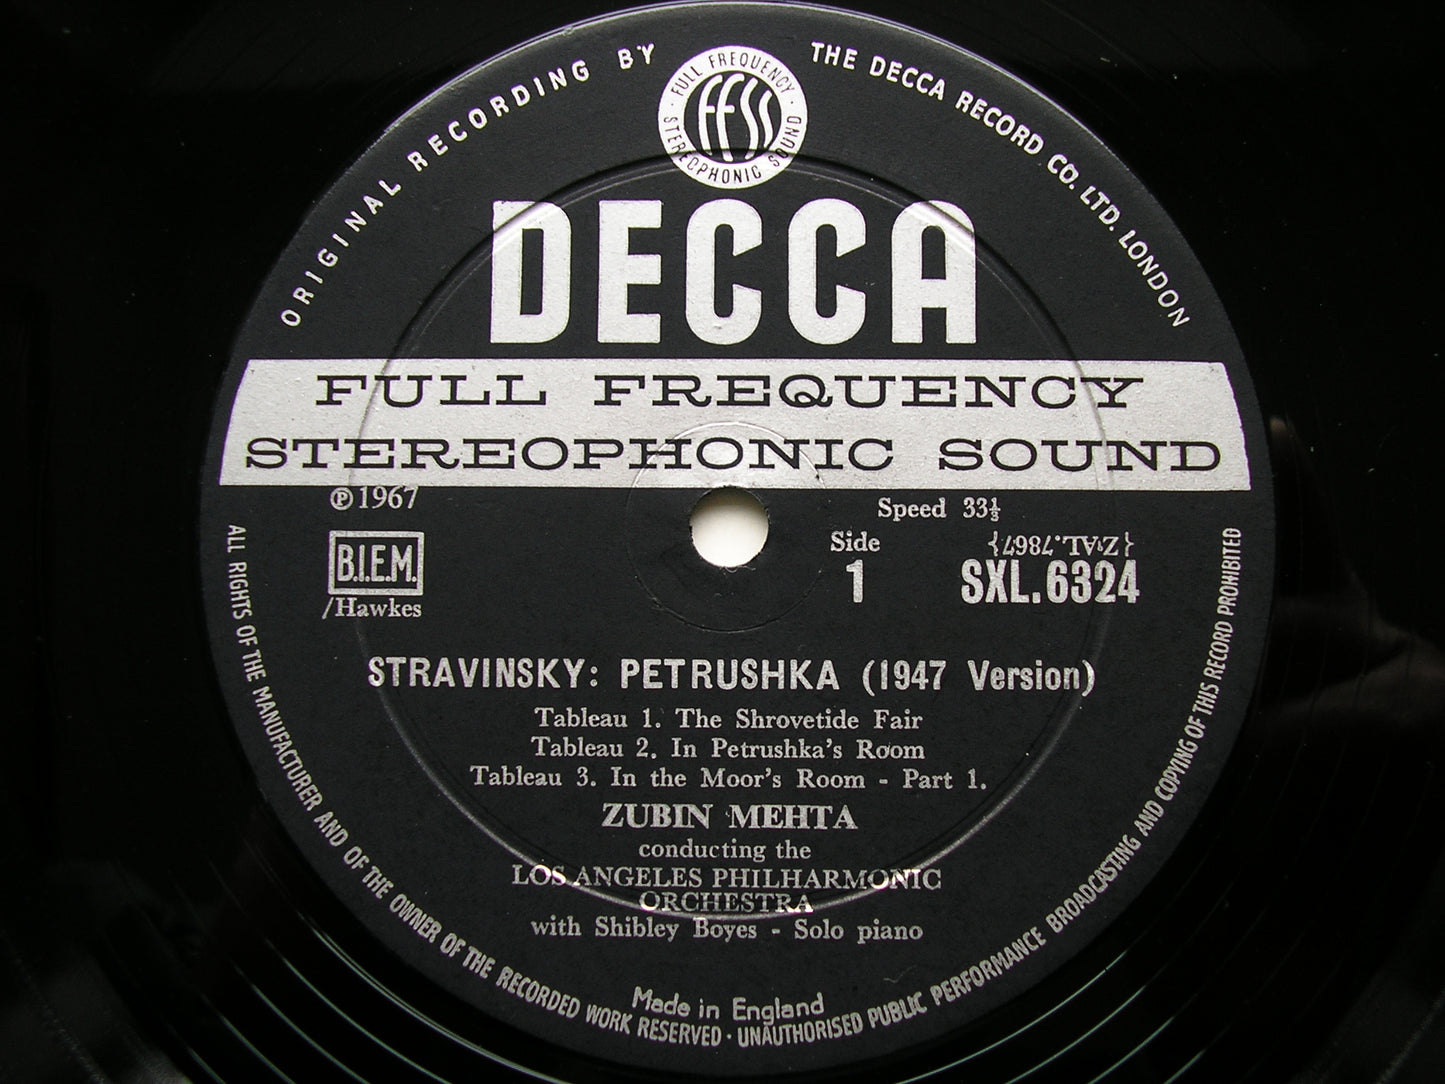 ORIGINAL RECORDING BY THE DECCA RECORD CO. LTD. LONDON
FULL FREQUENCY
FFSS
STEREOPHONIC SOUND
DECCA
FULL FREQUENCY
STEREOPHONIC SOUND
℗1967
Speed 33⅓
B.I.E.M.
/Hawkes
Side
1
{ZAL.7867}
SXL.6324
STRAVINSKY: PETRUSHKA (1947 Version)
Tableau 1. The Shrovetide Fair
Tableau 2. In Petrushka's Room
Tableau 3. In the Moor's Room - Part 1.
ZUBIN MEHTA
conducting the
LOS ANGELES PHILHARMONIC
ORCHESTRA
with Shibley Boyes - Solo piano
Made in England
ALL RIGHTS OF THE MANUFACTURER AND OF THE OWNER OF THE RECORDED WORK RESERVED · UNAUTHORISED PUBLIC PERFORMANCE BROADCASTING AND COPYING OF THIS RECORD PROHIBITED